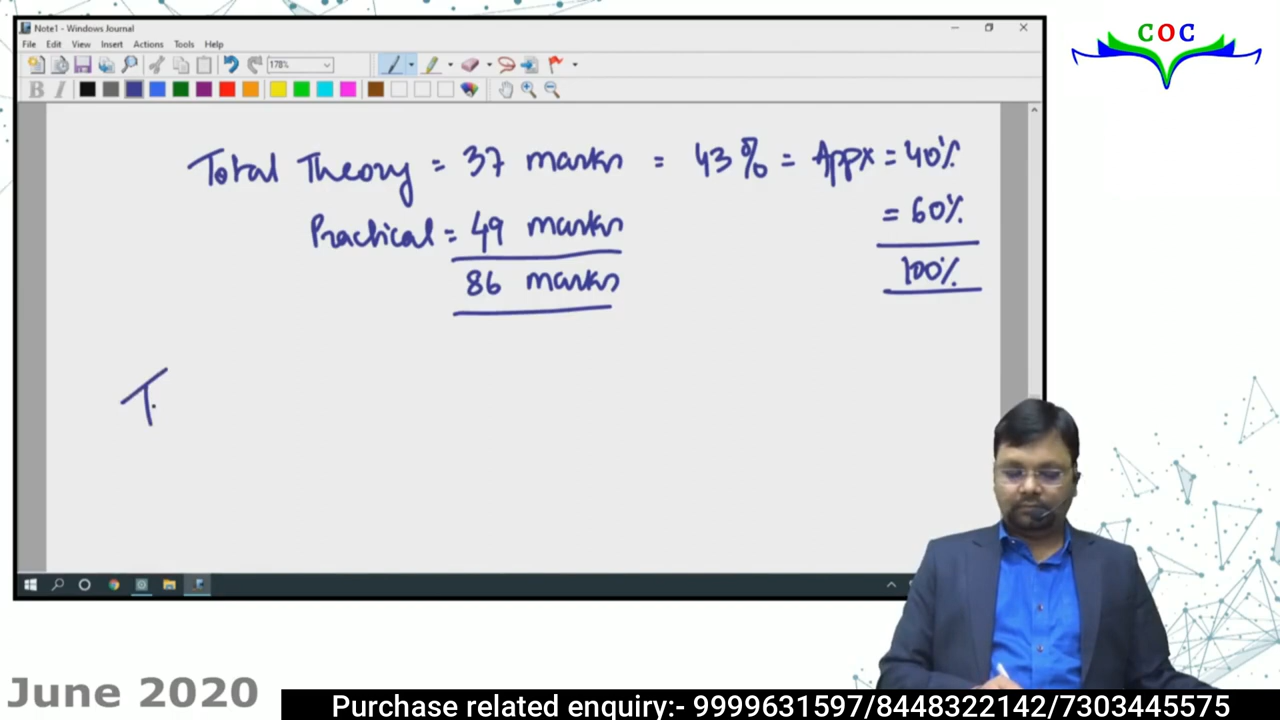 Note1 - Windows Journal
COC
File Edit View Insert Actions Tools Help
178%
B I
Total Theory = 37 marks = 43% = Appx = 40%
Practical = 49 marks = 60%
86 marks 100%
T
June 2020
Purchase related enquiry:- 9999631597/8448322142/7303445575